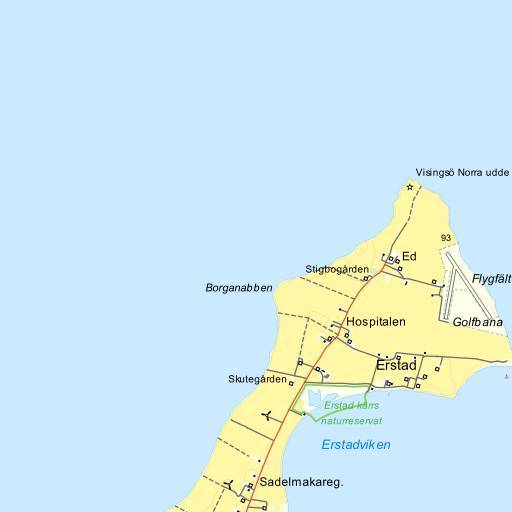 Visingsö Norra udde
93
Ed
Stigbogården
Flygfält
Borganabben
Hospitalen
Golfbana
Erstad
Skutegården
Erstad kärrs
naturreservat
Erstadviken
Sadelmakareg.